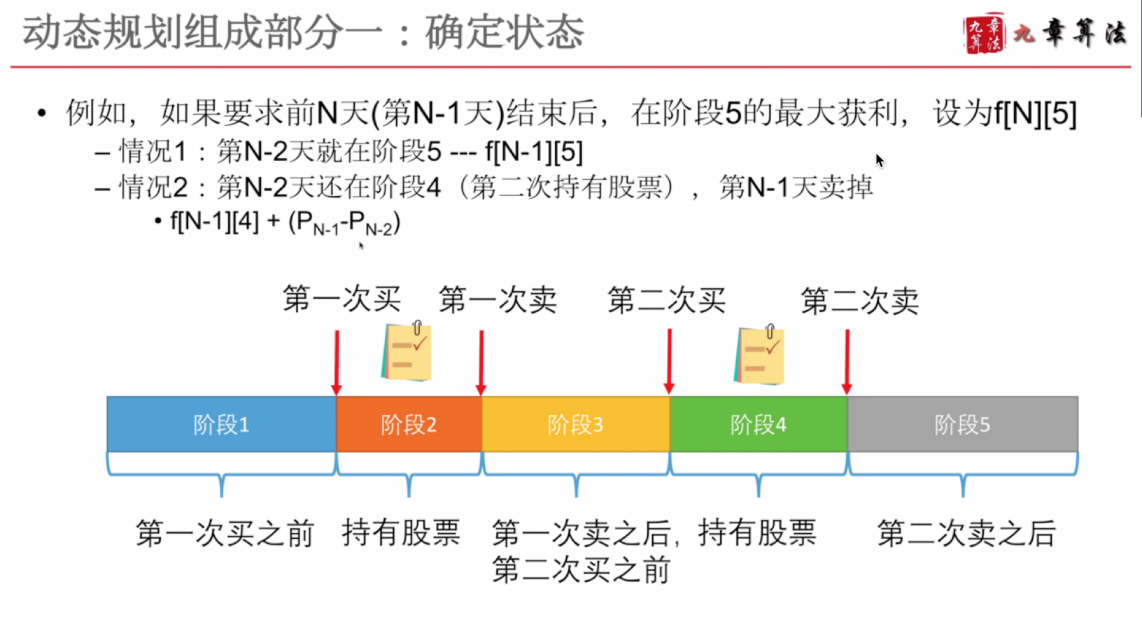 动态规划组成部分一：确定状态
九章算法
九章算法
• 例如，如果要求前N天(第N-1天)结束后，在阶段5的最大获利，设为f[N][5]
– 情况1：第N-2天就在阶段5 --- f[N-1][5]
– 情况2：第N-2天还在阶段4（第二次持有股票），第N-1天卖掉
• f[N-1][4] + (PN-1-PN-2)
第一次买 第一次卖 第二次买 第二次卖
阶段1 阶段2 阶段3 阶段4 阶段5
第一次买之前 持有股票 第一次卖之后, 持有股票 第二次卖之后
第二次买之前